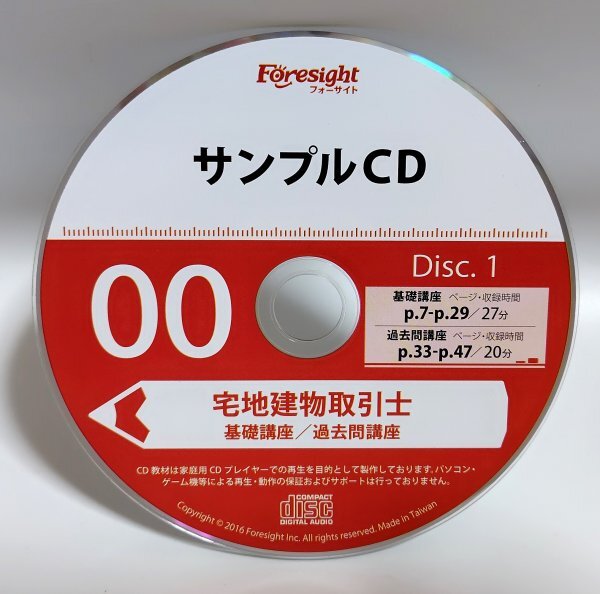 Foresight
フォーサイト
サンプルCD
00
Disc. 1
基礎講座 ページ・収録時間
p.7-p.29／27分
過去問講座 ページ・収録時間
p.33-p.47／20分
宅地建物取引士
基礎講座／過去問講座
CD教材は家庭用CDプレイヤーでの再生を目的として製作しております。パソコン・
ゲーム機等による再生・動作の保証およびサポートは行っておりません。
COMPACT
disc
DIGITAL AUDIO
Copyright © 2016 Foresight Inc. All rights reserved. Made in Taiwan